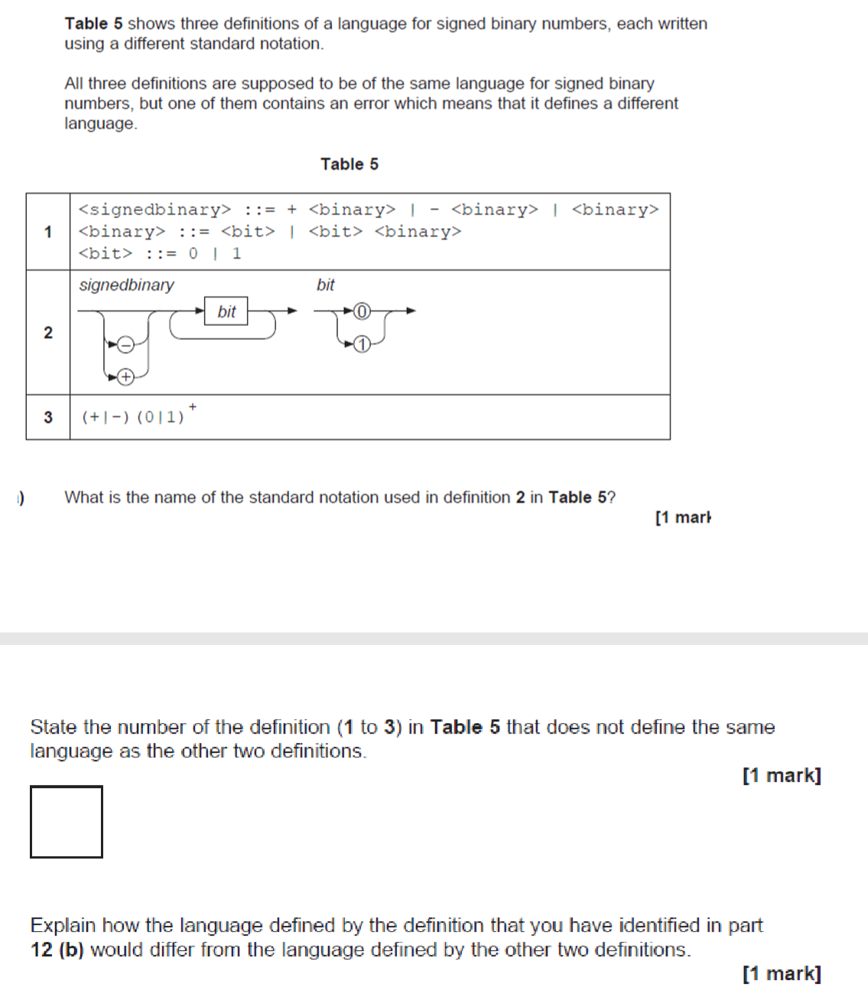 Table 5 shows three definitions of a language for signed binary numbers, each written
using a different standard notation.
All three definitions are supposed to be of the same language for signed binary
numbers, but one of them contains an error which means that it defines a different
language.
Table 5
1
<signedbinary> ::= + <binary> | - <binary> | <binary>
<binary> ::= <bit> | <bit> <binary>
<bit> ::= 0 | 1
2
signedbinary bit
bit 0
- 1
+
3 (+|-) (0|1)+
) What is the name of the standard notation used in definition 2 in Table 5?
[1 mark
State the number of the definition (1 to 3) in Table 5 that does not define the same
language as the other two definitions.
[1 mark]
Explain how the language defined by the definition that you have identified in part
12 (b) would differ from the language defined by the other two definitions.
[1 mark]